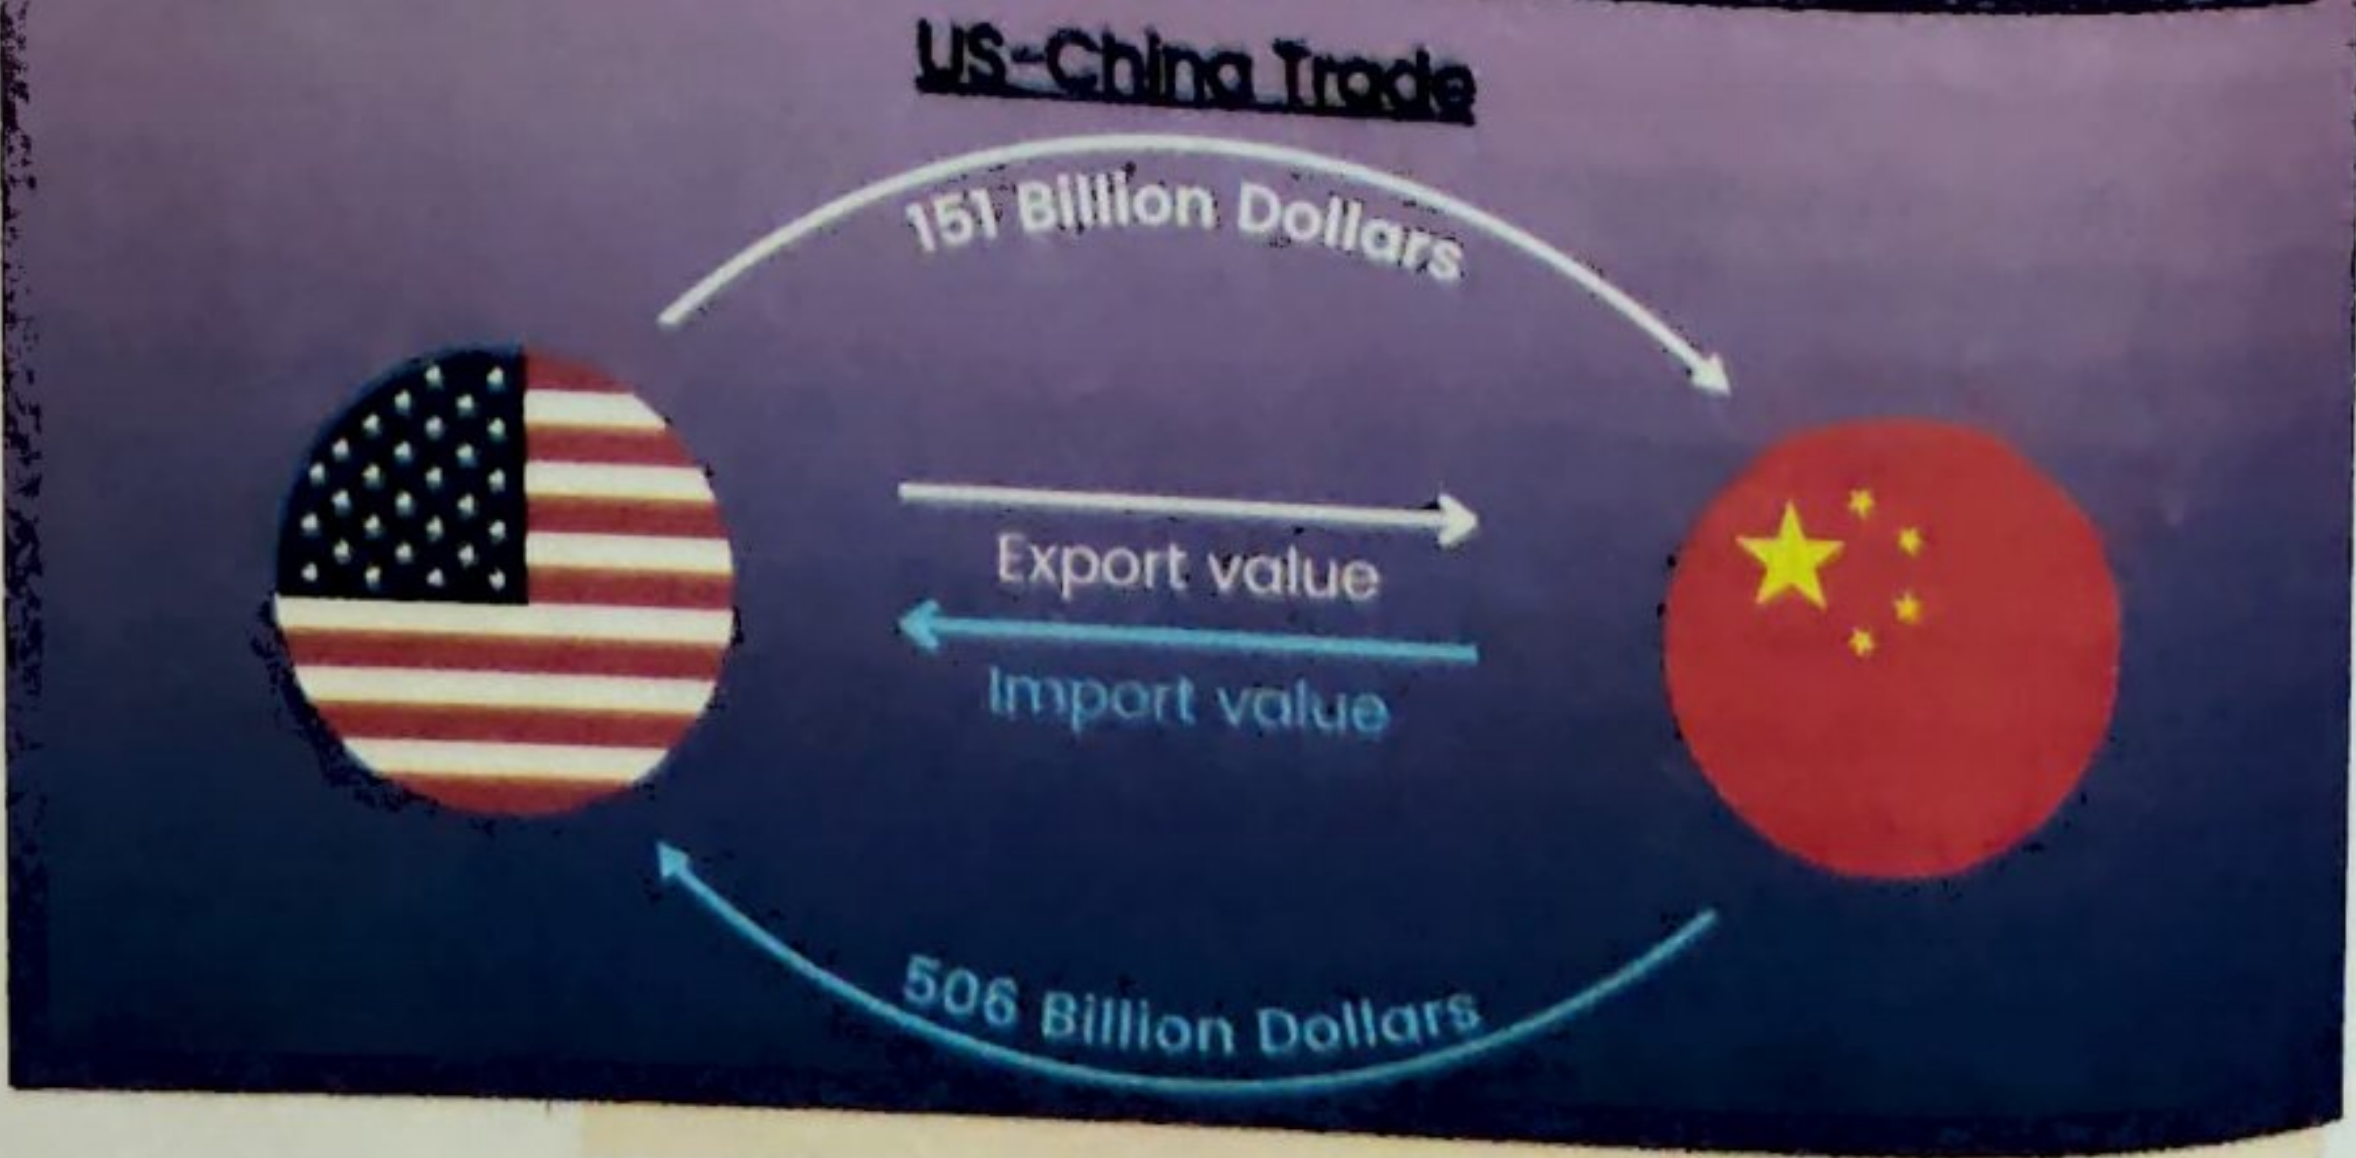 US-China Trade
151 Billion Dollars
Export value
Import value
506 Billion Dollars